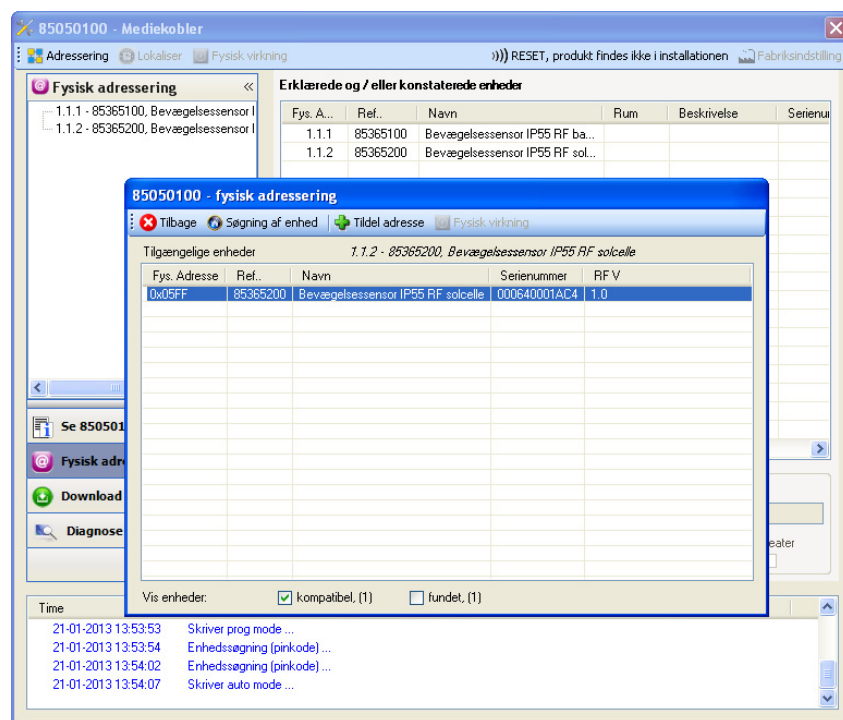 85050100 - Mediekobler
Adressering Lokaliser Fysisk virkning ))) RESET, produkt findes ikke i installationen Fabriksindstilling
Fysisk adressering «
1.1.1 - 85365100, Bevægelsessensor I
1.1.2 - 85365200, Bevægelsessensor I
Erklærede og / eller konstaterede enheder
Fys. A... Ref.. Navn Rum Beskrivelse Serienu
1.1.1 85365100 Bevægelsessensor IP55 RF ba...
1.1.2 85365200 Bevægelsessensor IP55 RF sol...
85050100 - fysisk adressering
Tilbage Søgning af enhed Tildel adresse Fysisk virkning
Tilgængelige enheder 1.1.2 - 85365200, Bevægelsessensor IP55 RF solcelle
Fys. Adresse Ref.. Navn Serienummer RF V
0x05FF 85365200 Bevægelsessensor IP55 RF solcelle 000640001AC4 1.0
Vis enheder: kompatibel, (1) fundet, (1)
Se 850501
Fysisk adre
Download
Diagnose
eater
Time
21-01-2013 13:53:53 Skriver prog mode ...
21-01-2013 13:53:54 Enhedssøgning (pinkode) ...
21-01-2013 13:54:02 Enhedssøgning (pinkode) ...
21-01-2013 13:54:07 Skriver auto mode ...